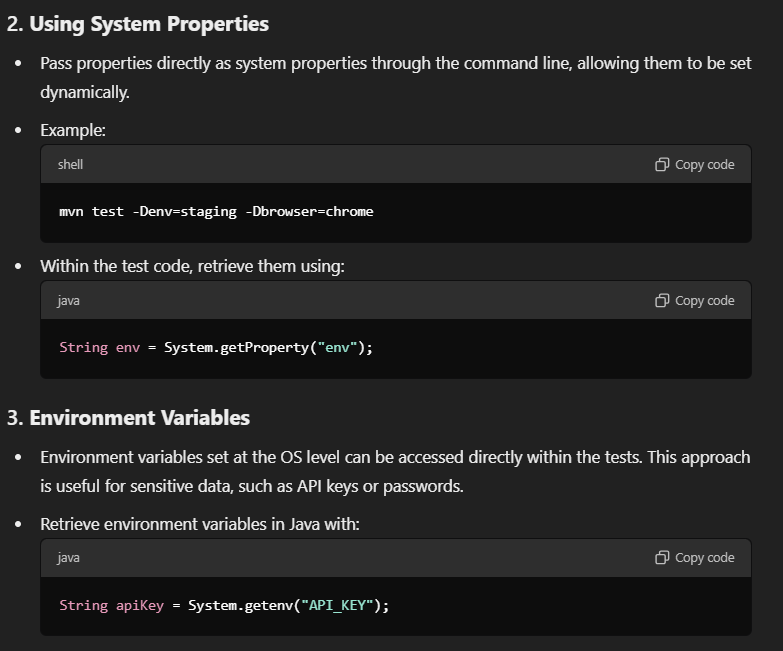 2. Using System Properties
• Pass properties directly as system properties through the command line, allowing them to be set
dynamically.
• Example:
shell
Copy code
mvn test -Denv=staging -Dbrowser=chrome
• Within the test code, retrieve them using:
java
Copy code
String env = System.getProperty("env");
3. Environment Variables
• Environment variables set at the OS level can be accessed directly within the tests. This approach
is useful for sensitive data, such as API keys or passwords.
• Retrieve environment variables in Java with:
java
Copy code
String apiKey = System.getenv("API_KEY");